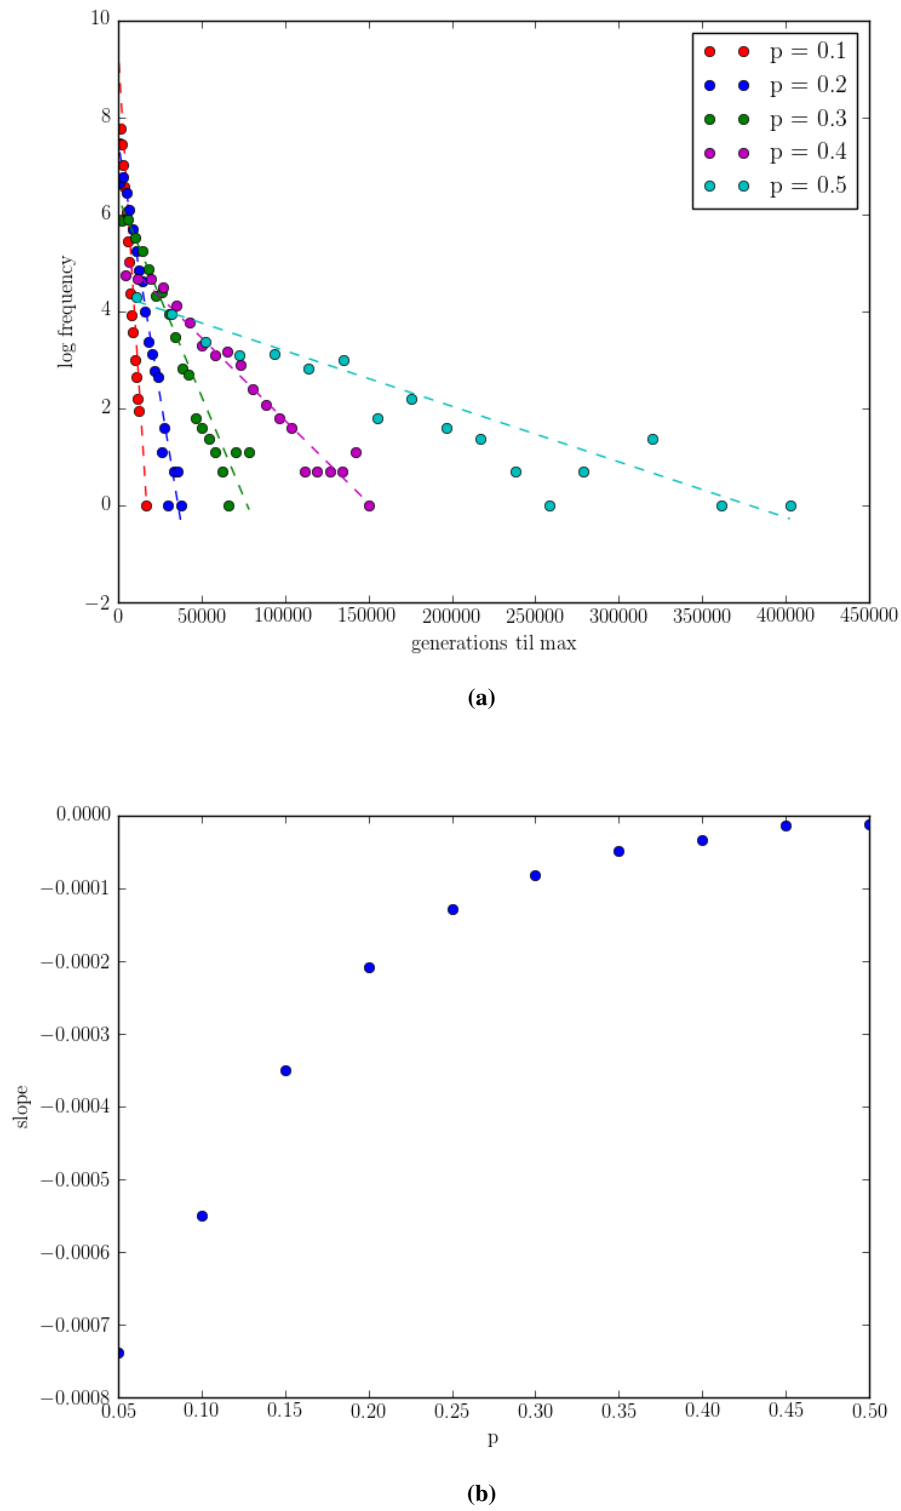 10
8
6
4
2
0
−2
log frequency
p = 0.1
p = 0.2
p = 0.3
p = 0.4
p = 0.5
0 50000 100000 150000 200000 250000 300000 350000 400000 450000
generations til max
(a)
0.0000
−0.0001
−0.0002
−0.0003
−0.0004
−0.0005
−0.0006
−0.0007
−0.0008
slope
0.05 0.10 0.15 0.20 0.25 0.30 0.35 0.40 0.45 0.50
p
(b)